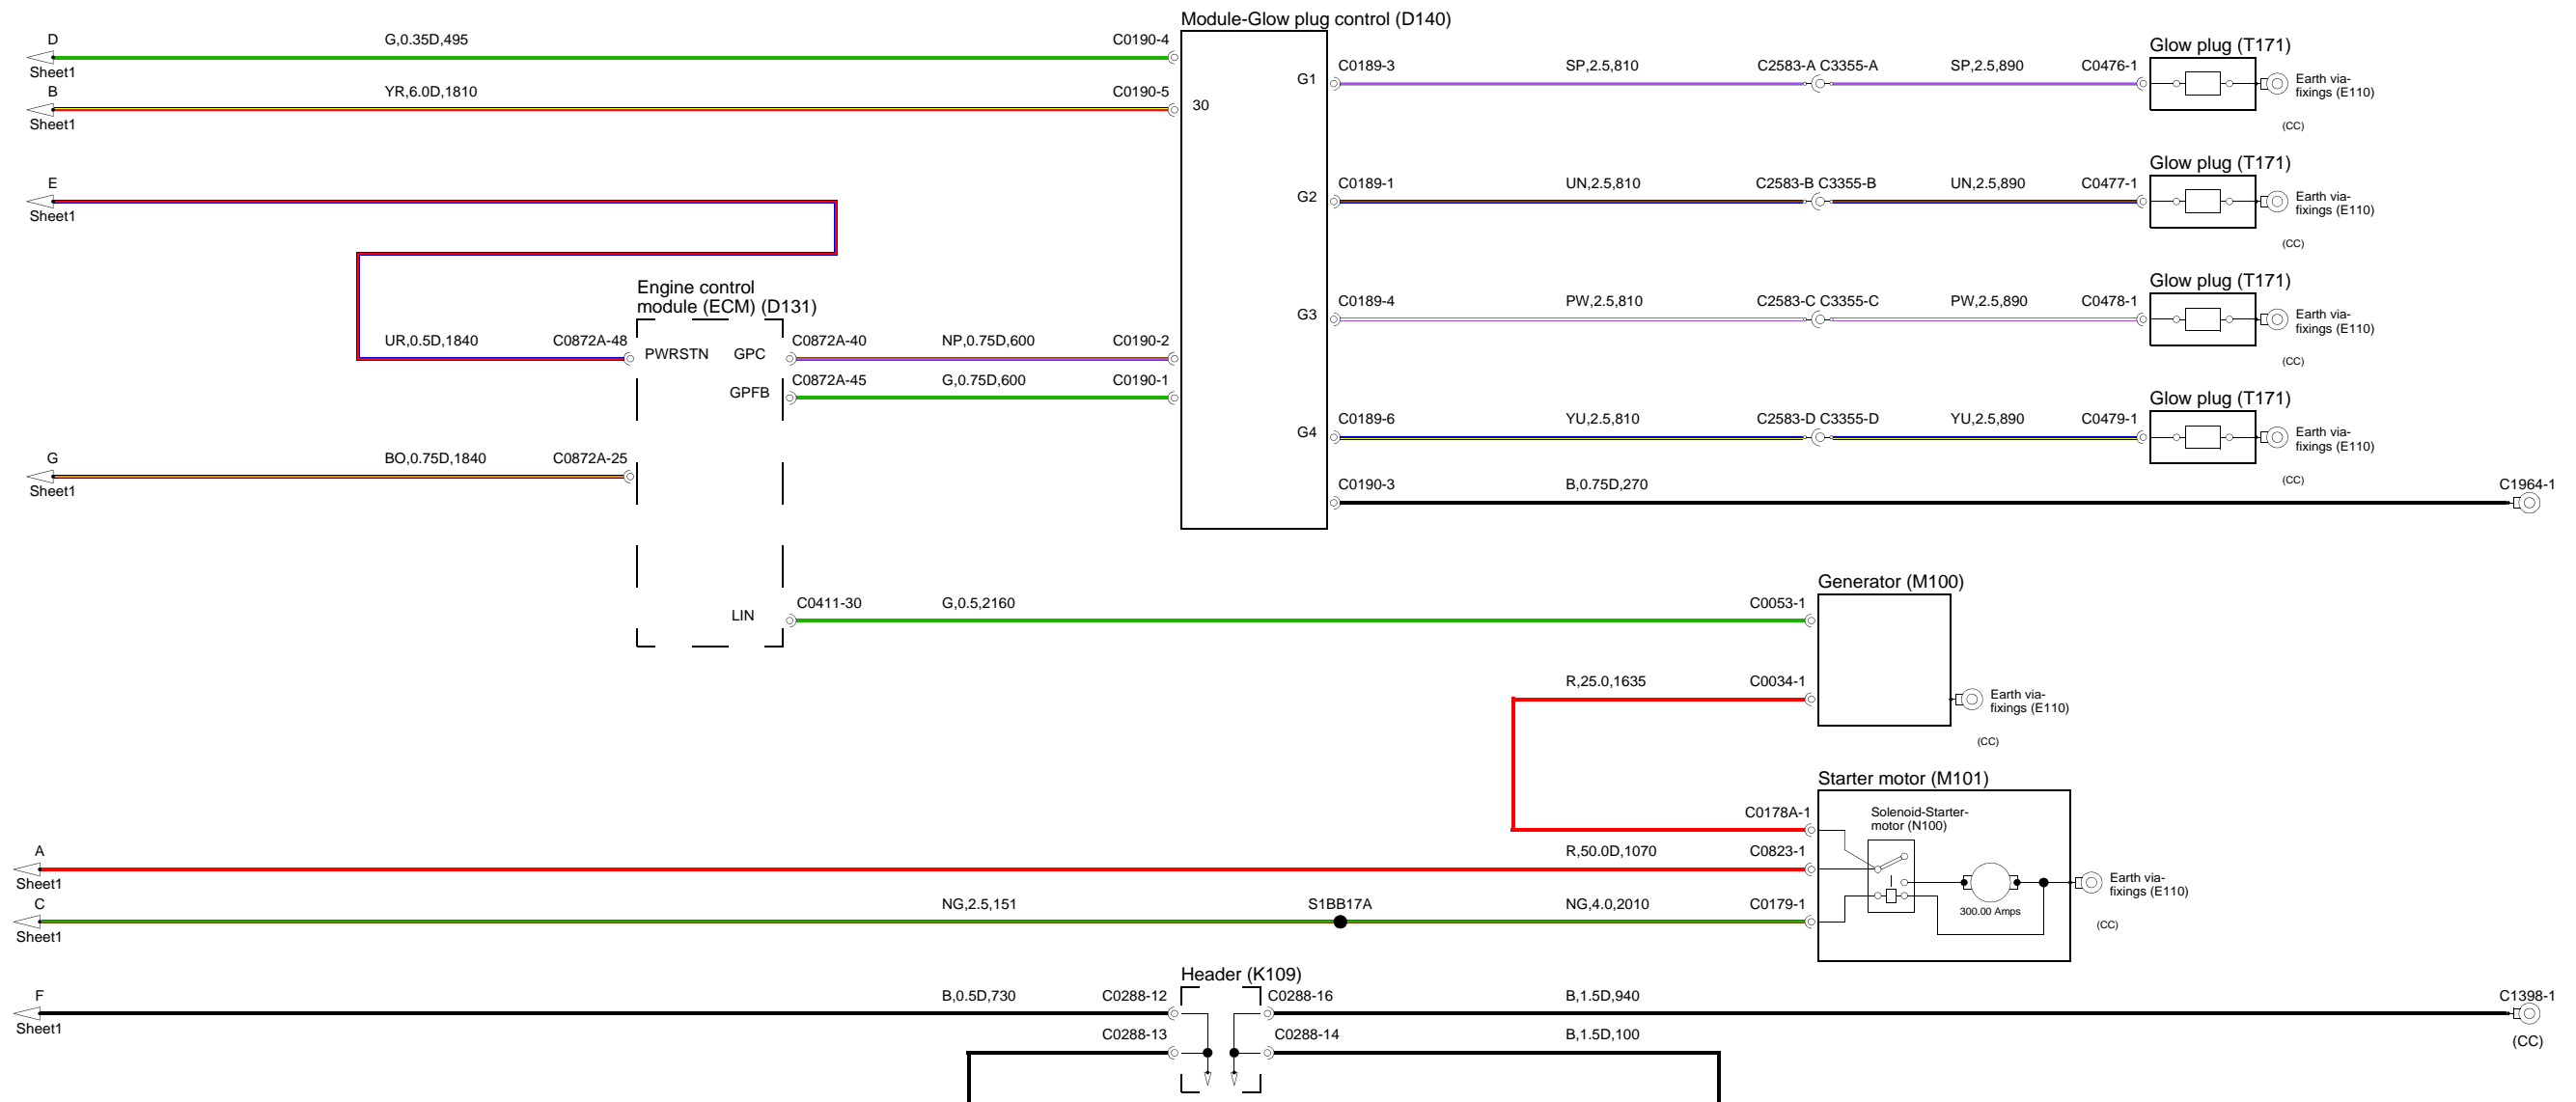 Module-Glow plug control (D140)
D G,0.35D,495 C0190-4
Sheet1
B YR,6.0D,1810 C0190-5 30
Sheet1
G1 C0189-3 SP,2.5,810 C2583-A C3355-A SP,2.5,890 C0476-1
Glow plug (T171)
Earth via-
fixings (E110)
(CC)
E
Sheet1
G2 C0189-1 UN,2.5,810 C2583-B C3355-B UN,2.5,890 C0477-1
Glow plug (T171)
Earth via-
fixings (E110)
(CC)
Engine control
module (ECM) (D131)
G3 C0189-4 PW,2.5,810 C2583-C C3355-C PW,2.5,890 C0478-1
Glow plug (T171)
Earth via-
fixings (E110)
(CC)
UR,0.5D,1840 C0872A-48 PWRSTN GPC C0872A-40 NP,0.75D,600 C0190-2
GPFB C0872A-45 G,0.75D,600 C0190-1
G4 C0189-6 YU,2.5,810 C2583-D C3355-D YU,2.5,890 C0479-1
Glow plug (T171)
Earth via-
fixings (E110)
(CC)
G BO,0.75D,1840 C0872A-25
Sheet1
C0190-3 B,0.75D,270 C1964-1
Generator (M100)
LIN C0411-30 G,0.5,2160 C0053-1
R,25.0,1635 C0034-1
Earth via-
fixings (E110)
(CC)
Starter motor (M101)
C0178A-1
Solenoid-Starter-
motor (N100)
A R,50.0D,1070 C0823-1
Sheet1
Earth via-
fixings (E110)
300.00 Amps
(CC)
C NG,2.5,151 S1BB17A NG,4.0,2010 C0179-1
Sheet1
Header (K109)
F B,0.5D,730 C0288-12 C0288-16 B,1.5D,940 C1398-1
Sheet1
(CC)
C0288-13 C0288-14 B,1.5D,100